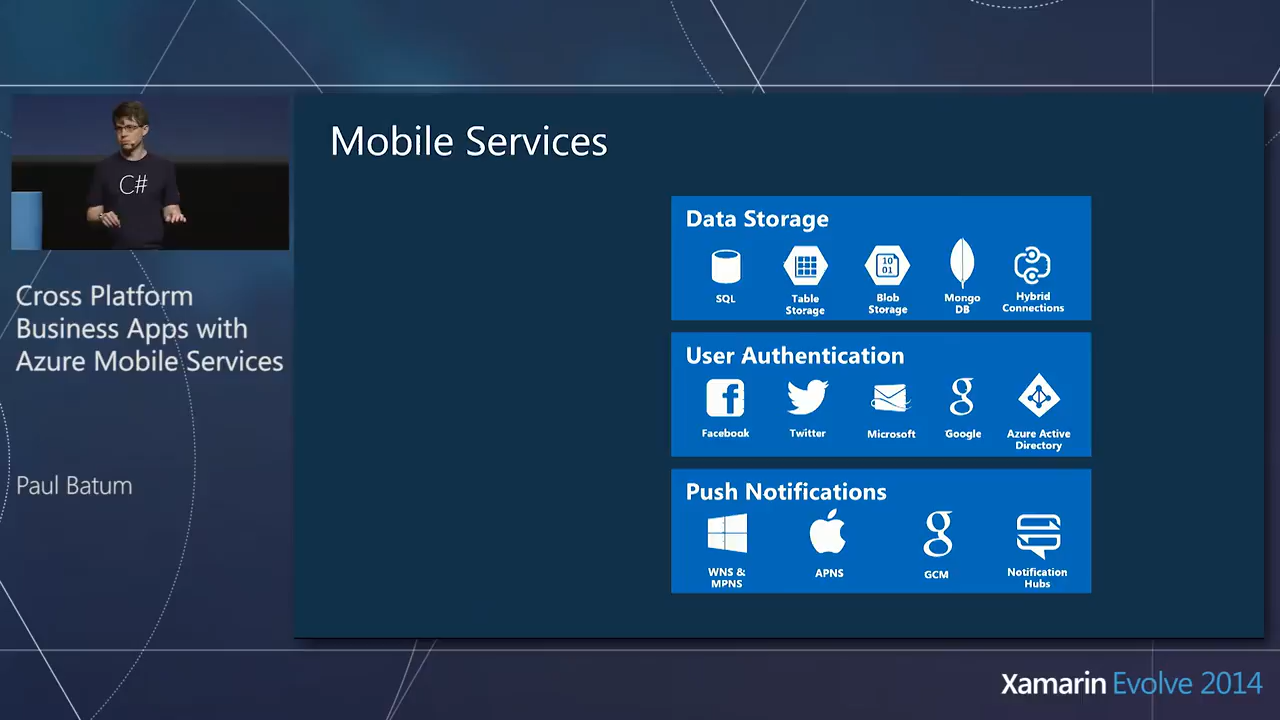 Mobile Services
C#
Cross Platform
Business Apps with
Azure Mobile Services
Paul Batum
Data Storage
SQL
Table
Storage
10
01
Blob
Storage
Mongo
DB
Hybrid
Connections
User Authentication
Facebook
Twitter
Microsoft
Google
Azure Active
Directory
Push Notifications
WNS &
MPNS
APNS
GCM
Notification
Hubs
Xamarin Evolve 2014